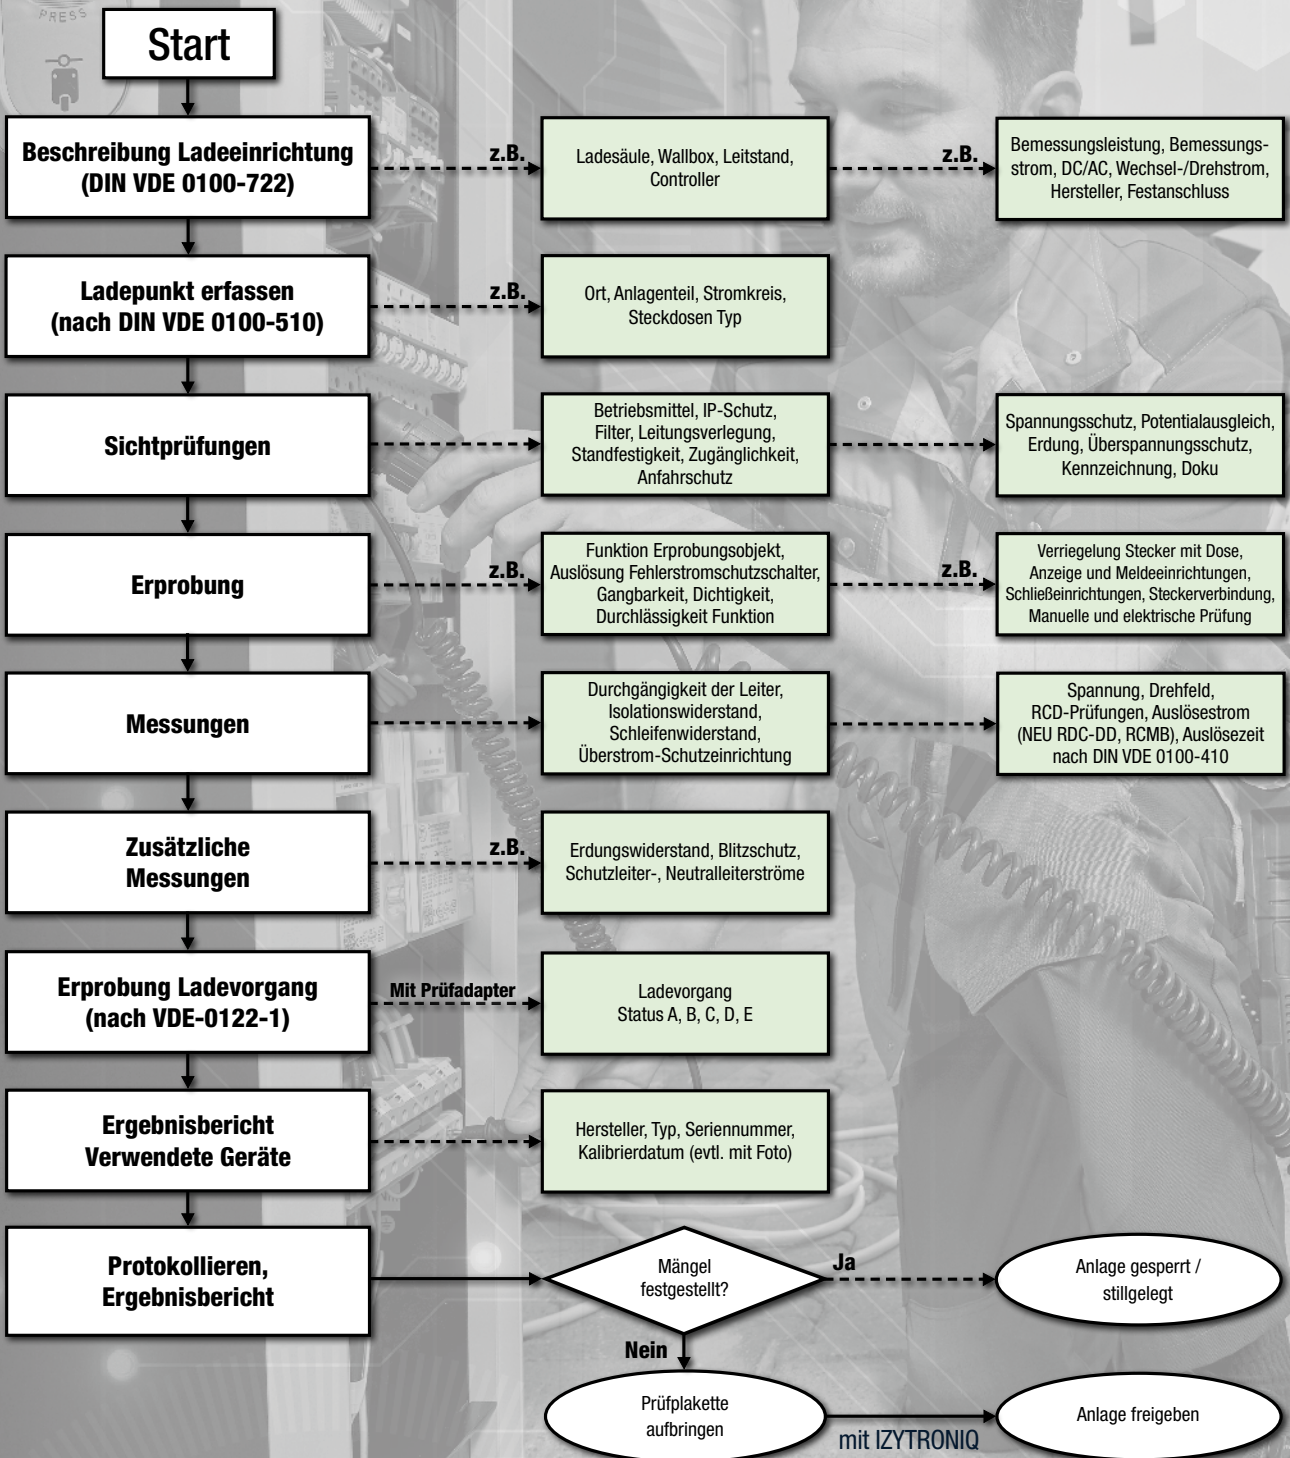 PRESS
Start
Beschreibung Ladeeinrichtung
(DIN VDE 0100-722)
z.B.
Ladesäule, Wallbox, Leitstand,
Controller
z.B.
Bemessungsleistung, Bemessungs-
strom, DC/AC, Wechsel-/Drehstrom,
Hersteller, Festanschluss
Ladepunkt erfassen
(nach DIN VDE 0100-510)
z.B.
Ort, Anlagenteil, Stromkreis,
Steckdosen Typ
Sichtprüfungen
Betriebsmittel, IP-Schutz,
Filter, Leitungsverlegung,
Standfestigkeit, Zugänglichkeit,
Anfahrschutz
Spannungsschutz, Potentialausgleich,
Erdung, Überspannungsschutz,
Kennzeichnung, Doku
Erprobung
z.B.
Funktion Erprobungsobjekt,
Auslösung Fehlerstromschutzschalter,
Gangbarkeit, Dichtigkeit,
Durchlässigkeit Funktion
z.B.
Verriegelung Stecker mit Dose,
Anzeige und Meldeeinrichtungen,
Schließeinrichtungen, Steckerverbindung,
Manuelle und elektrische Prüfung
Messungen
Durchgängigkeit der Leiter,
Isolationswiderstand,
Schleifenwiderstand,
Überstrom-Schutzeinrichtung
Spannung, Drehfeld,
RCD-Prüfungen, Auslösestrom
(NEU RDC-DD, RCMB), Auslösezeit
nach DIN VDE 0100-410
Zusätzliche
Messungen
z.B.
Erdungswiderstand, Blitzschutz,
Schutzleiter-, Neutralleiterströme
Erprobung Ladevorgang
(nach VDE-0122-1)
Mit Prüfadapter
Ladevorgang
Status A, B, C, D, E
Ergebnisbericht
Verwendete Geräte
Hersteller, Typ, Seriennummer,
Kalibrierdatum (evtl. mit Foto)
Protokollieren,
Ergebnisbericht
Mängel
festgestellt?
Ja
Anlage gesperrt /
stillgelegt
Nein
Prüfplakette
aufbringen
mit IZYTRONIQ
Anlage freigeben